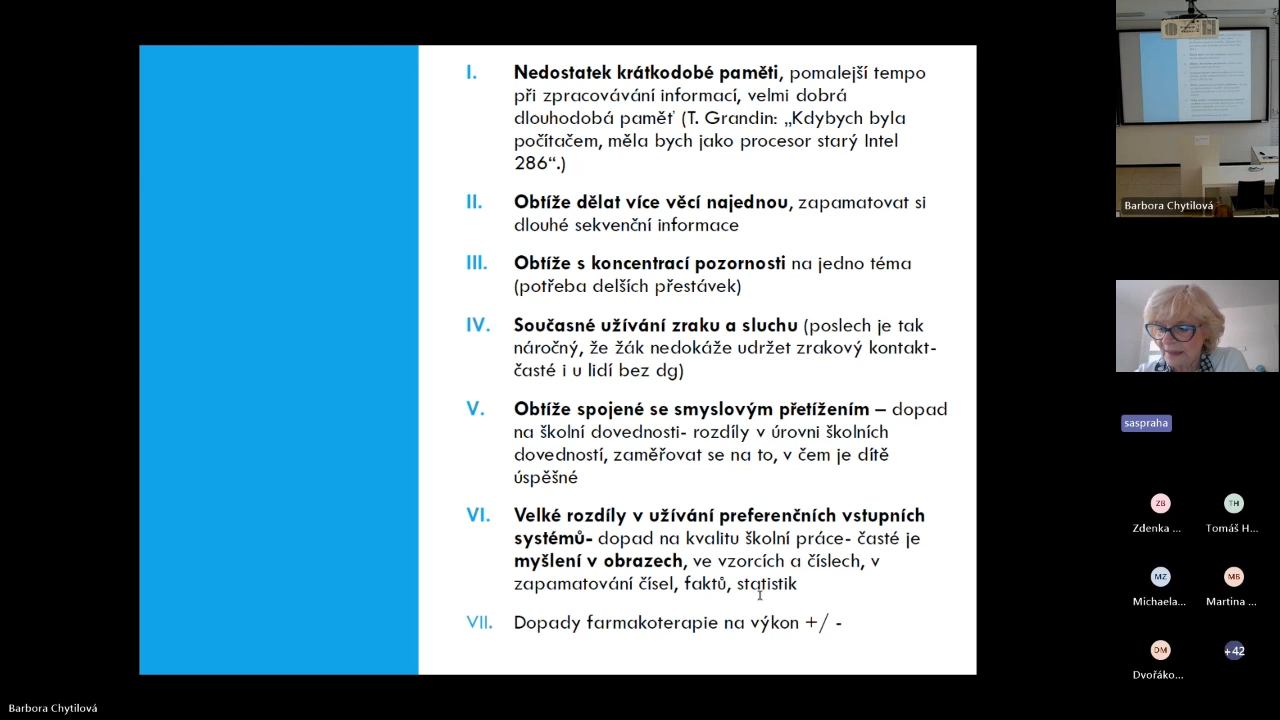 I. Nedostatek krátkodobé paměti, pomalejší tempo
při zpracovávání informací, velmi dobrá
dlouhodobá paměť (T. Grandin: „Kdybych byla
počítačem, měla bych jako procesor starý Intel
286“.)
II. Obtíže dělat více věcí najednou, zapamatovat si
dlouhé sekvenční informace
III. Obtíže s koncentrací pozornosti na jedno téma
(potřeba delších přestávek)
IV. Současné užívání zraku a sluchu (poslech je tak
náročný, že žák nedokáže udržet zrakový kontakt-
časté i u lidí bez dg)
V. Obtíže spojené se smyslovým přetížením – dopad
na školní dovednosti- rozdíly v úrovni školních
dovedností, zaměřovat se na to, v čem je dítě
úspěšné
VI. Velké rozdíly v užívání preferenčních vstupních
systémů- dopad na kvalitu školní práce- časté je
myšlení v obrazech, ve vzorcích a číslech, v
zapamatování čísel, faktů, statistik
VII. Dopady farmakoterapie na výkon +/ -
Barbora Chytilová
saspraha
ZB
TH
Zdenka ...
Tomáš H...
MZ
MB
Michaela...
Martina ...
DM
+42
Dvořáko...
Barbora Chytilová